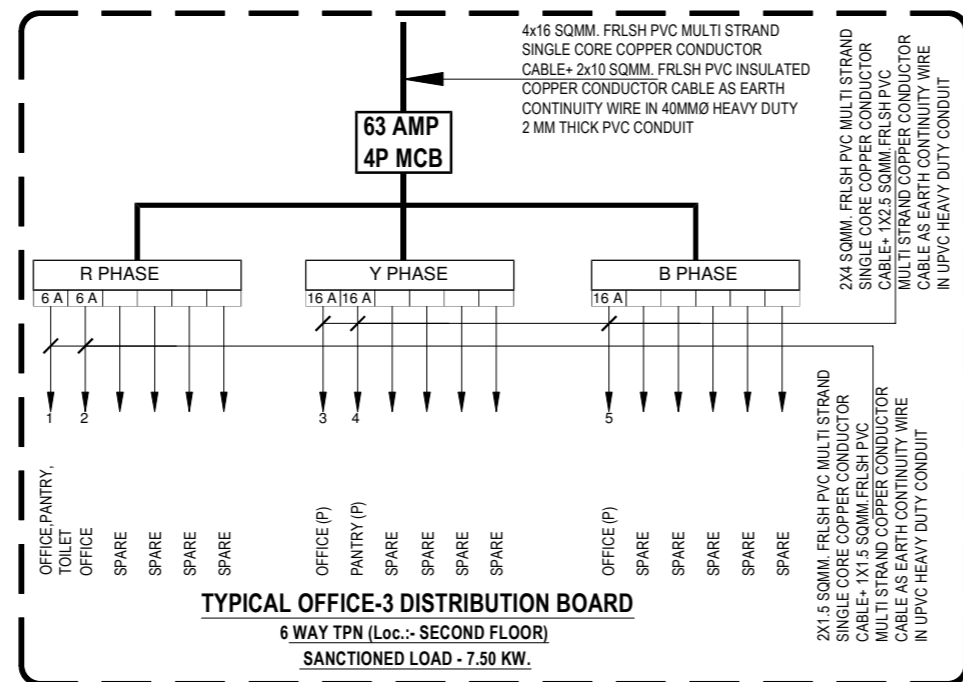 4x16 SQMM. FRLSH PVC MULTI STRAND
SINGLE CORE COPPER CONDUCTOR
CABLE+ 2x10 SQMM. FRLSH PVC INSULATED
COPPER CONDUCTOR CABLE AS EARTH
CONTINUITY WIRE IN 40MMØ HEAVY DUTY
2 MM THICK PVC CONDUIT
63 AMP
4P MCB
2X4 SQMM. FRLSH PVC MULTI STRAND
SINGLE CORE COPPER CONDUCTOR
CABLE+ 1X2.5 SQMM.FRLSH PVC
MULTI STRAND COPPER CONDUCTOR
CABLE AS EARTH CONTINUITY WIRE
IN UPVC HEAVY DUTY CONDUIT
R PHASE
6 A 6 A
Y PHASE
16 A 16 A
B PHASE
16 A
1 2
3 4
5
2X1.5 SQMM. FRLSH PVC MULTI STRAND
SINGLE CORE COPPER CONDUCTOR
CABLE+ 1X1.5 SQMM.FRLSH PVC
MULTI STRAND COPPER CONDUCTOR
CABLE AS EARTH CONTINUITY WIRE
IN UPVC HEAVY DUTY CONDUIT
OFFICE,PANTRY,
TOILET
OFFICE
SPARE
SPARE
SPARE
SPARE
OFFICE (P)
PANTRY (P)
SPARE
SPARE
SPARE
SPARE
OFFICE (P)
SPARE
SPARE
SPARE
SPARE
SPARE
TYPICAL OFFICE-3 DISTRIBUTION BOARD
6 WAY TPN (Loc.:- SECOND FLOOR)
SANCTIONED LOAD - 7.50 KW.